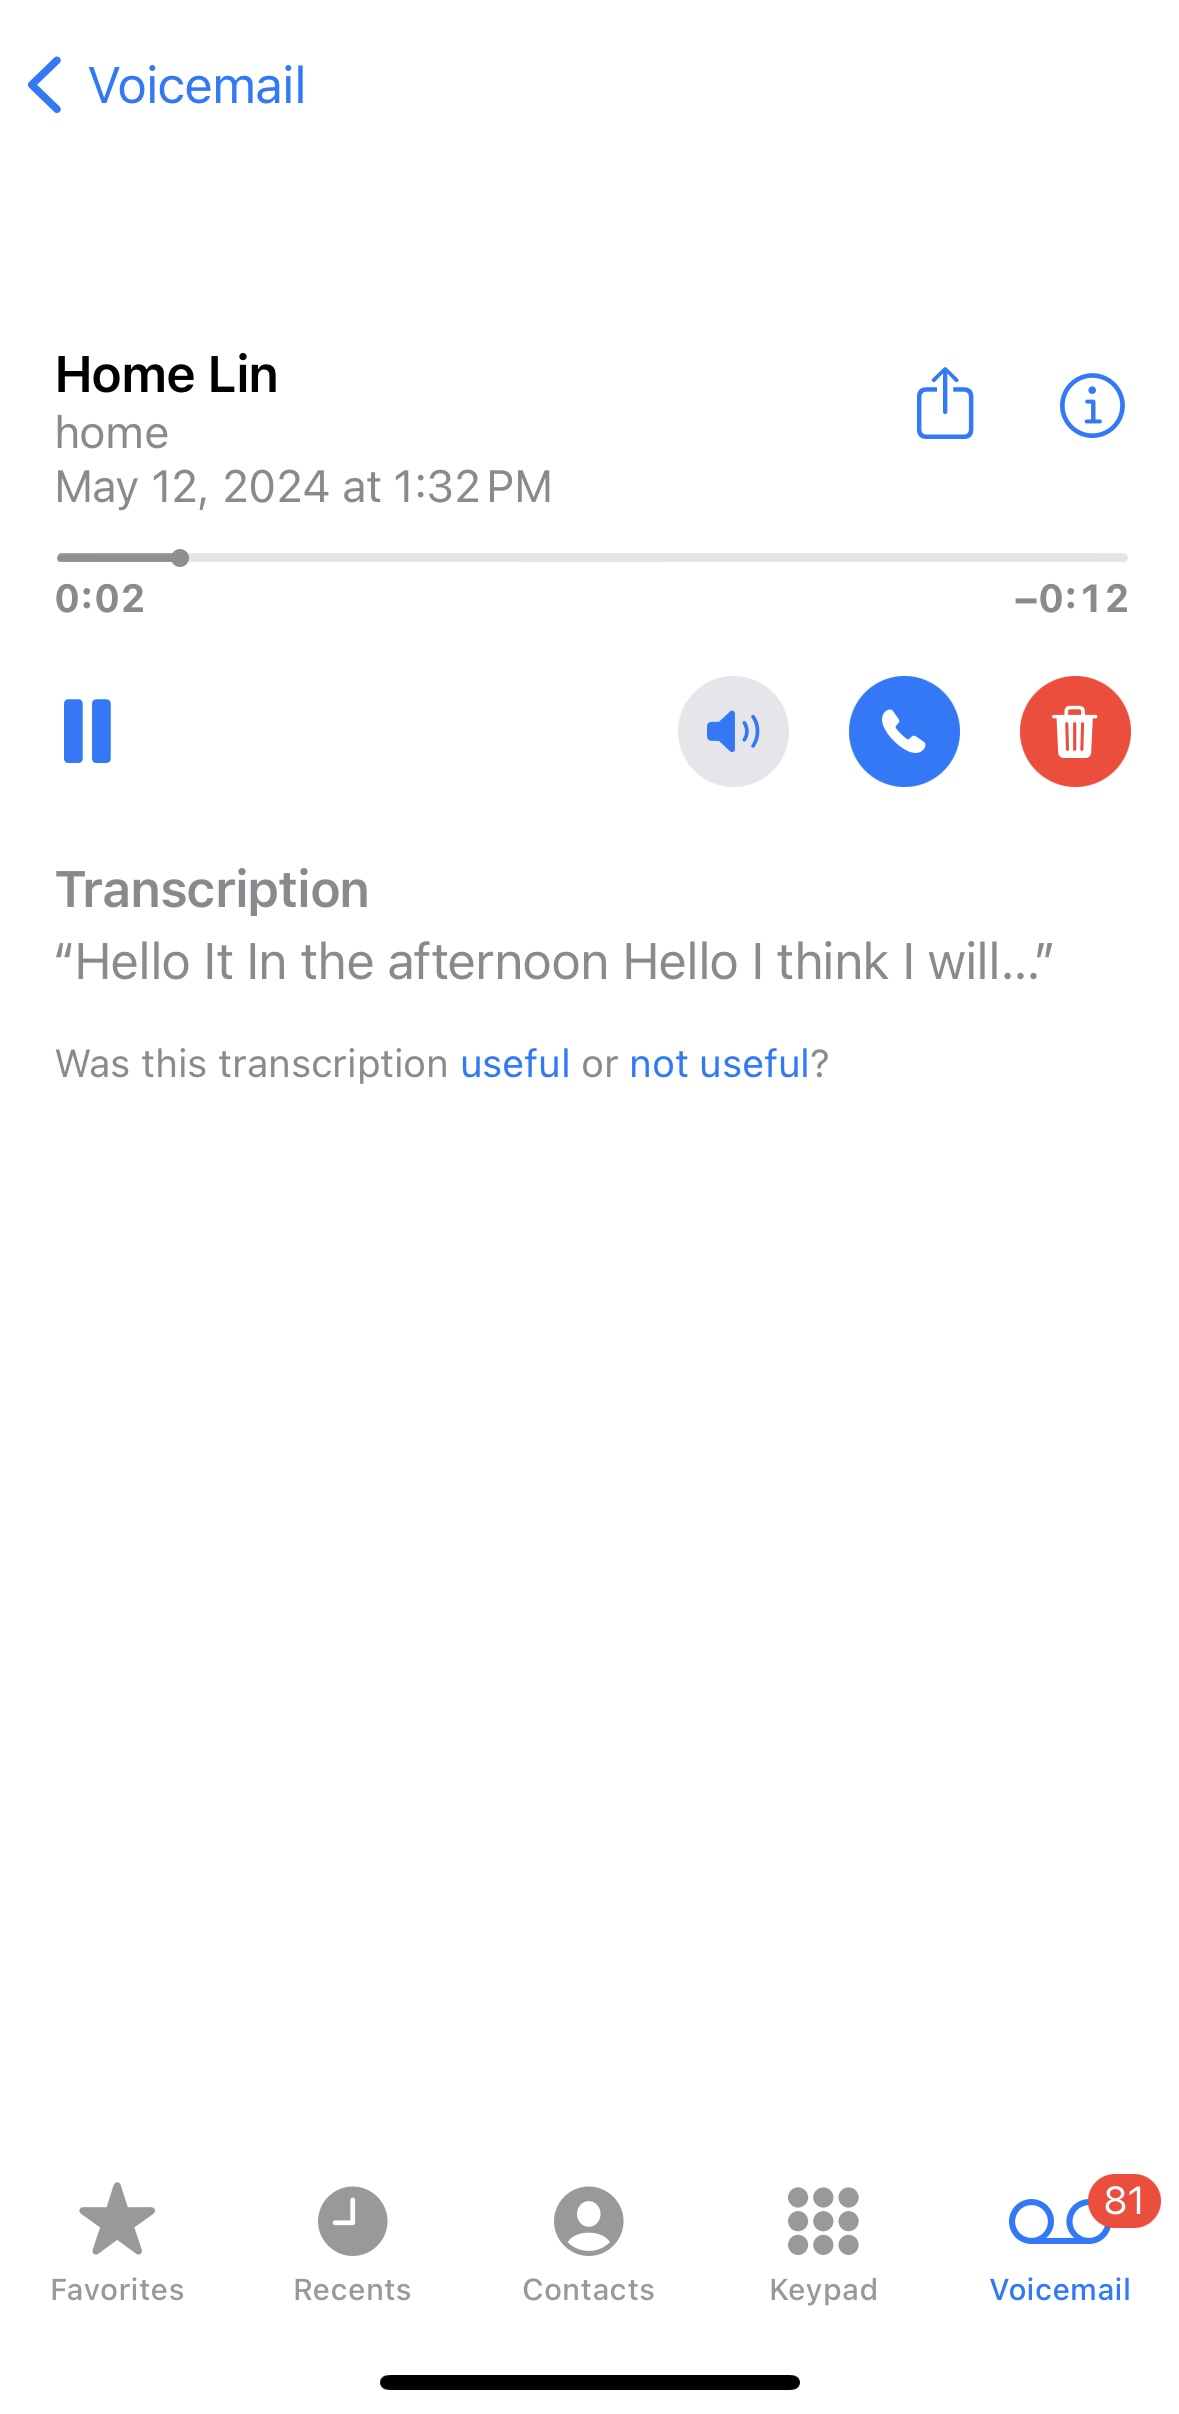 Voicemail
Home Lin
home
May 12, 2024 at 1:32 PM
0:02
–0:12
Transcription
“Hello It In the afternoon Hello I think I will...”
Was this transcription useful or not useful?
81
Favorites
Recents
Contacts
Keypad
Voicemail